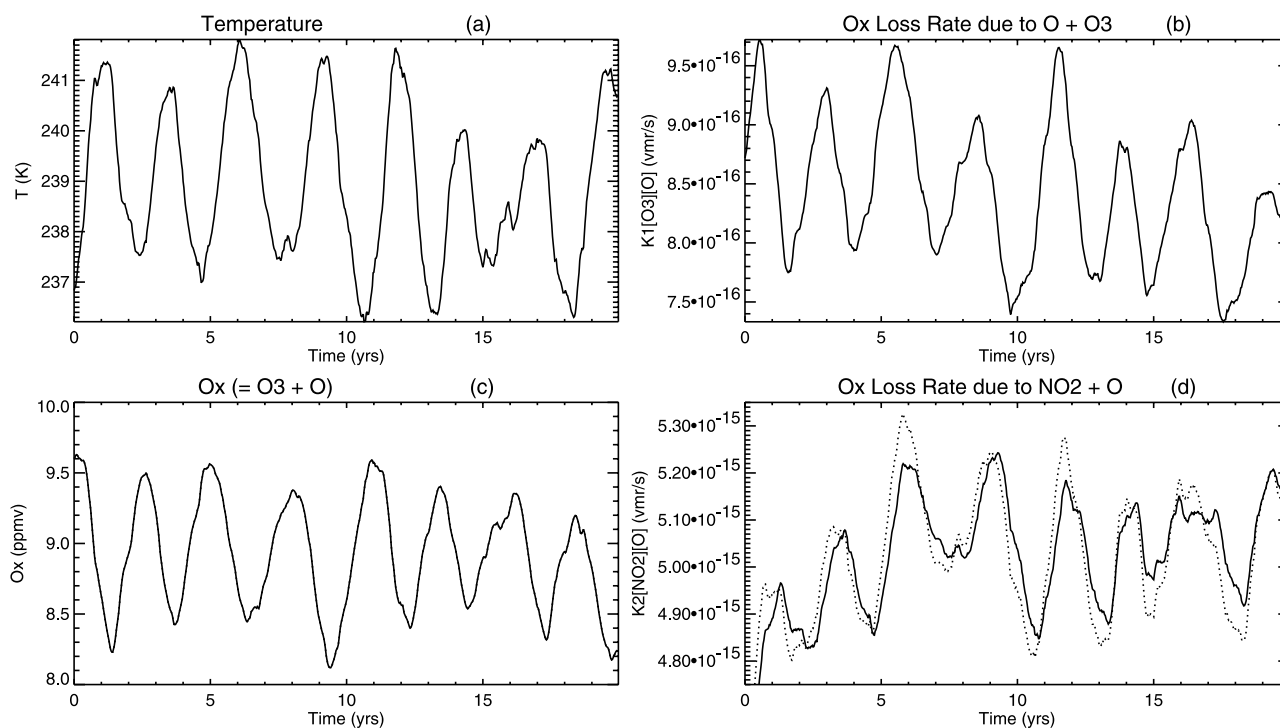 Temperature (a)
T (K)
241
240
239
238
237
0 5 10 15
Time (yrs)
Ox Loss Rate due to O + O3 (b)
K1[O3][O] (vmr/s)
9.5•10-16
9.0•10-16
8.5•10-16
8.0•10-16
7.5•10-16
0 5 10 15
Time (yrs)
Ox (= O3 + O) (c)
Ox (ppmv)
10.0
9.5
9.0
8.5
8.0
0 5 10 15
Time (yrs)
Ox Loss Rate due to NO2 + O (d)
K2[NO2][O] (vmr/s)
5.30•10-15
5.20•10-15
5.10•10-15
5.00•10-15
4.90•10-15
4.80•10-15
0 5 10 15
Time (yrs)